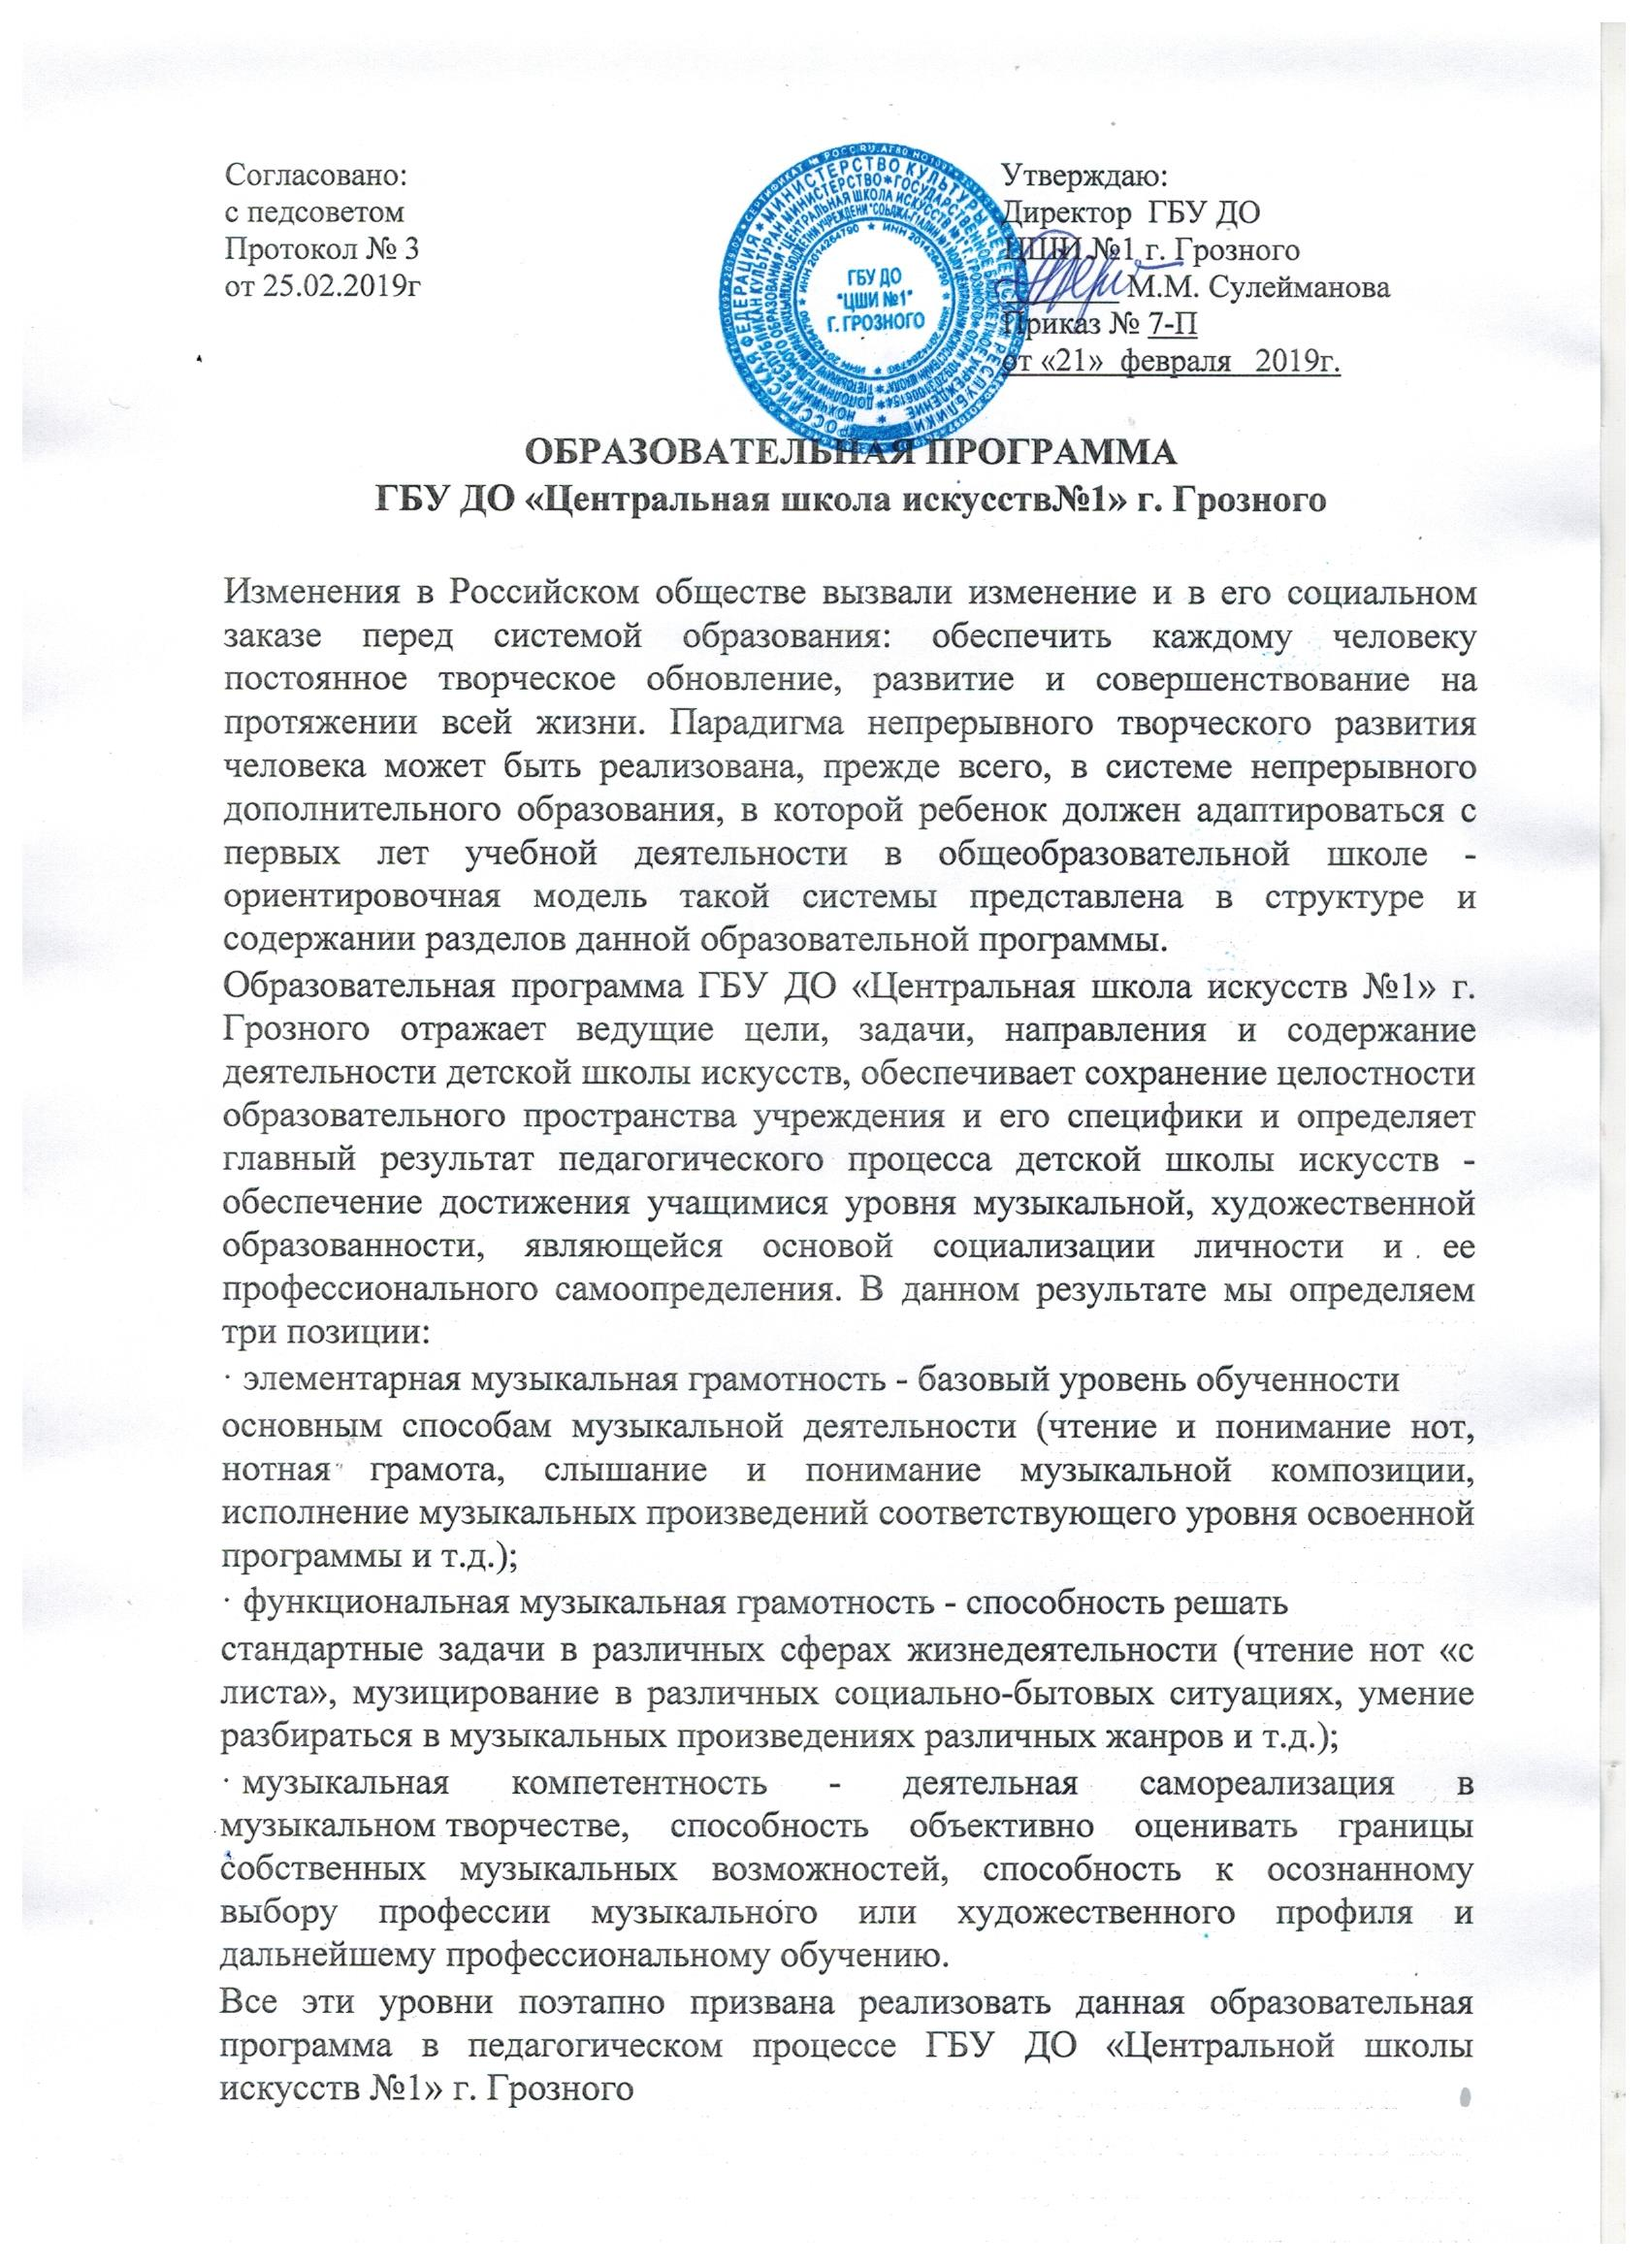 Согласовано:
с педсоветом
Протокол № 3
от 25.02.2019г
Утверждаю:
Директор ГБУ ДО
ЦШИ №1 г. Грозного
М.М. Сулейманова
Приказ № 7-П
от «21» февраля 2019г.
ГБУ ДО
"ЦШИ №1"
Г. ГРОЗНОГО
ОБРАЗОВАТЕЛЬНАЯ ПРОГРАММА
ГБУ ДО «Центральная школа искусств№1» г. Грозного
Изменения в Российском обществе вызвали изменение и в его социальном
заказе перед системой образования: обеспечить каждому человеку
постоянное творческое обновление, развитие и совершенствование на
протяжении всей жизни. Парадигма непрерывного творческого развития
человека может быть реализована, прежде всего, в системе непрерывного
дополнительного образования, в которой ребенок должен адаптироваться с
первых лет учебной деятельности в общеобразовательной школе -
ориентировочная модель такой системы представлена в структуре и
содержании разделов данной образовательной программы.
Образовательная программа ГБУ ДО «Центральная школа искусств №1» г.
Грозного отражает ведущие цели, задачи, направления и содержание
деятельности детской школы искусств, обеспечивает сохранение целостности
образовательного пространства учреждения и его специфики и определяет
главный результат педагогического процесса детской школы искусств -
обеспечение достижения учащимися уровня музыкальной, художественной
образованности, являющейся основой социализации личности и ее
профессионального самоопределения. В данном результате мы определяем
три позиции:
· элементарная музыкальная грамотность - базовый уровень обученности
основным способам музыкальной деятельности (чтение и понимание нот,
нотная грамота, слышание и понимание музыкальной композиции,
исполнение музыкальных произведений соответствующего уровня освоенной
программы и т.д.);
· функциональная музыкальная грамотность - способность решать
стандартные задачи в различных сферах жизнедеятельности (чтение нот «с
листа», музицирование в различных социально-бытовых ситуациях, умение
разбираться в музыкальных произведениях различных жанров и т.д.);
· музыкальная компетентность - деятельная самореализация в
музыкальном творчестве, способность объективно оценивать границы
собственных музыкальных возможностей, способность к осознанному
выбору профессии музыкального или художественного профиля и
дальнейшему профессиональному обучению.
Все эти уровни поэтапно призвана реализовать данная образовательная
программа в педагогическом процессе ГБУ ДО «Центральной школы
искусств №1» г. Грозного